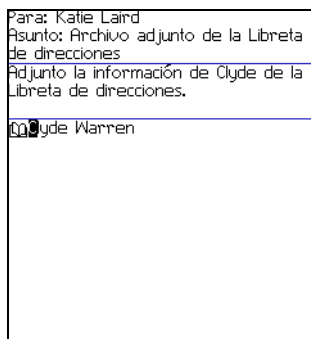 Para: Katie Laird
Asunto: Archivo adjunto de la Libreta
de direcciones
Adjunto la información de Clyde de la
Libreta de direcciones.
Clyde Warren